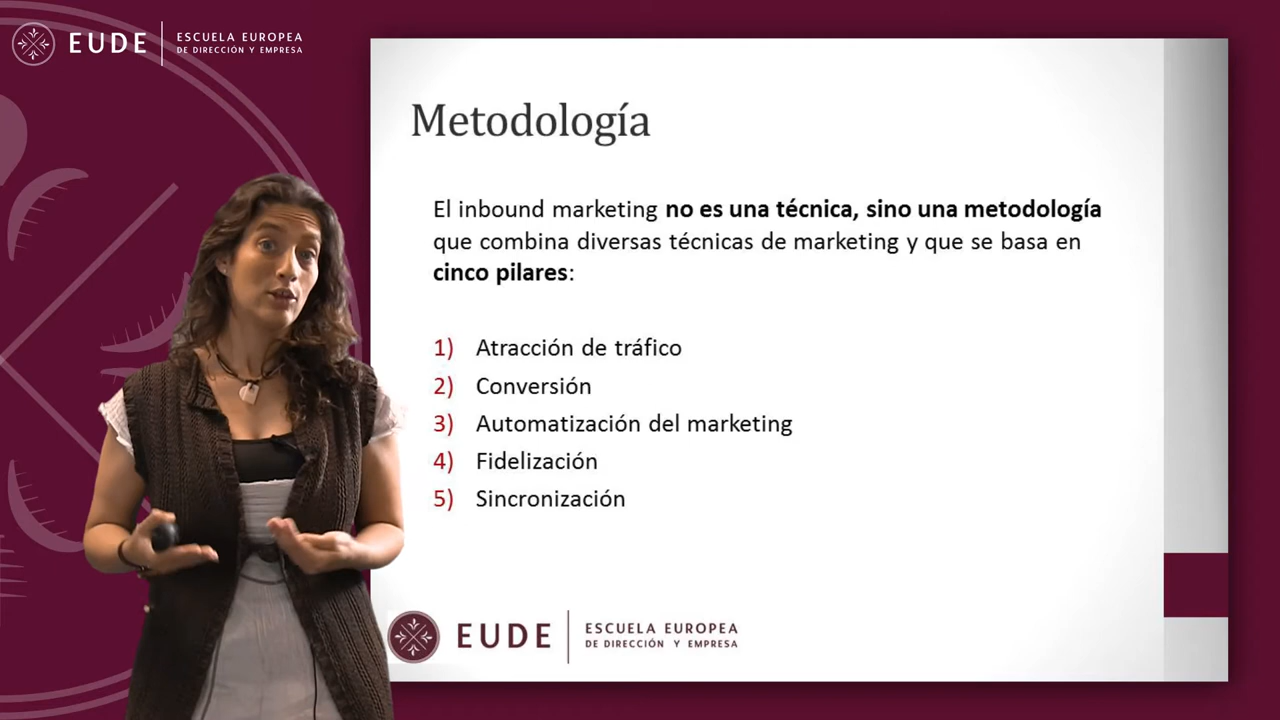 EUDE
ESCUELA EUROPEA
DE DIRECCIÓN Y EMPRESA
Metodología
El inbound marketing no es una técnica, sino una metodología
que combina diversas técnicas de marketing y que se basa en
cinco pilares:
1) Atracción de tráfico
2) Conversión
3) Automatización del marketing
4) Fidelización
5) Sincronización
EUDE
ESCUELA EUROPEA
DE DIRECCIÓN Y EMPRESA